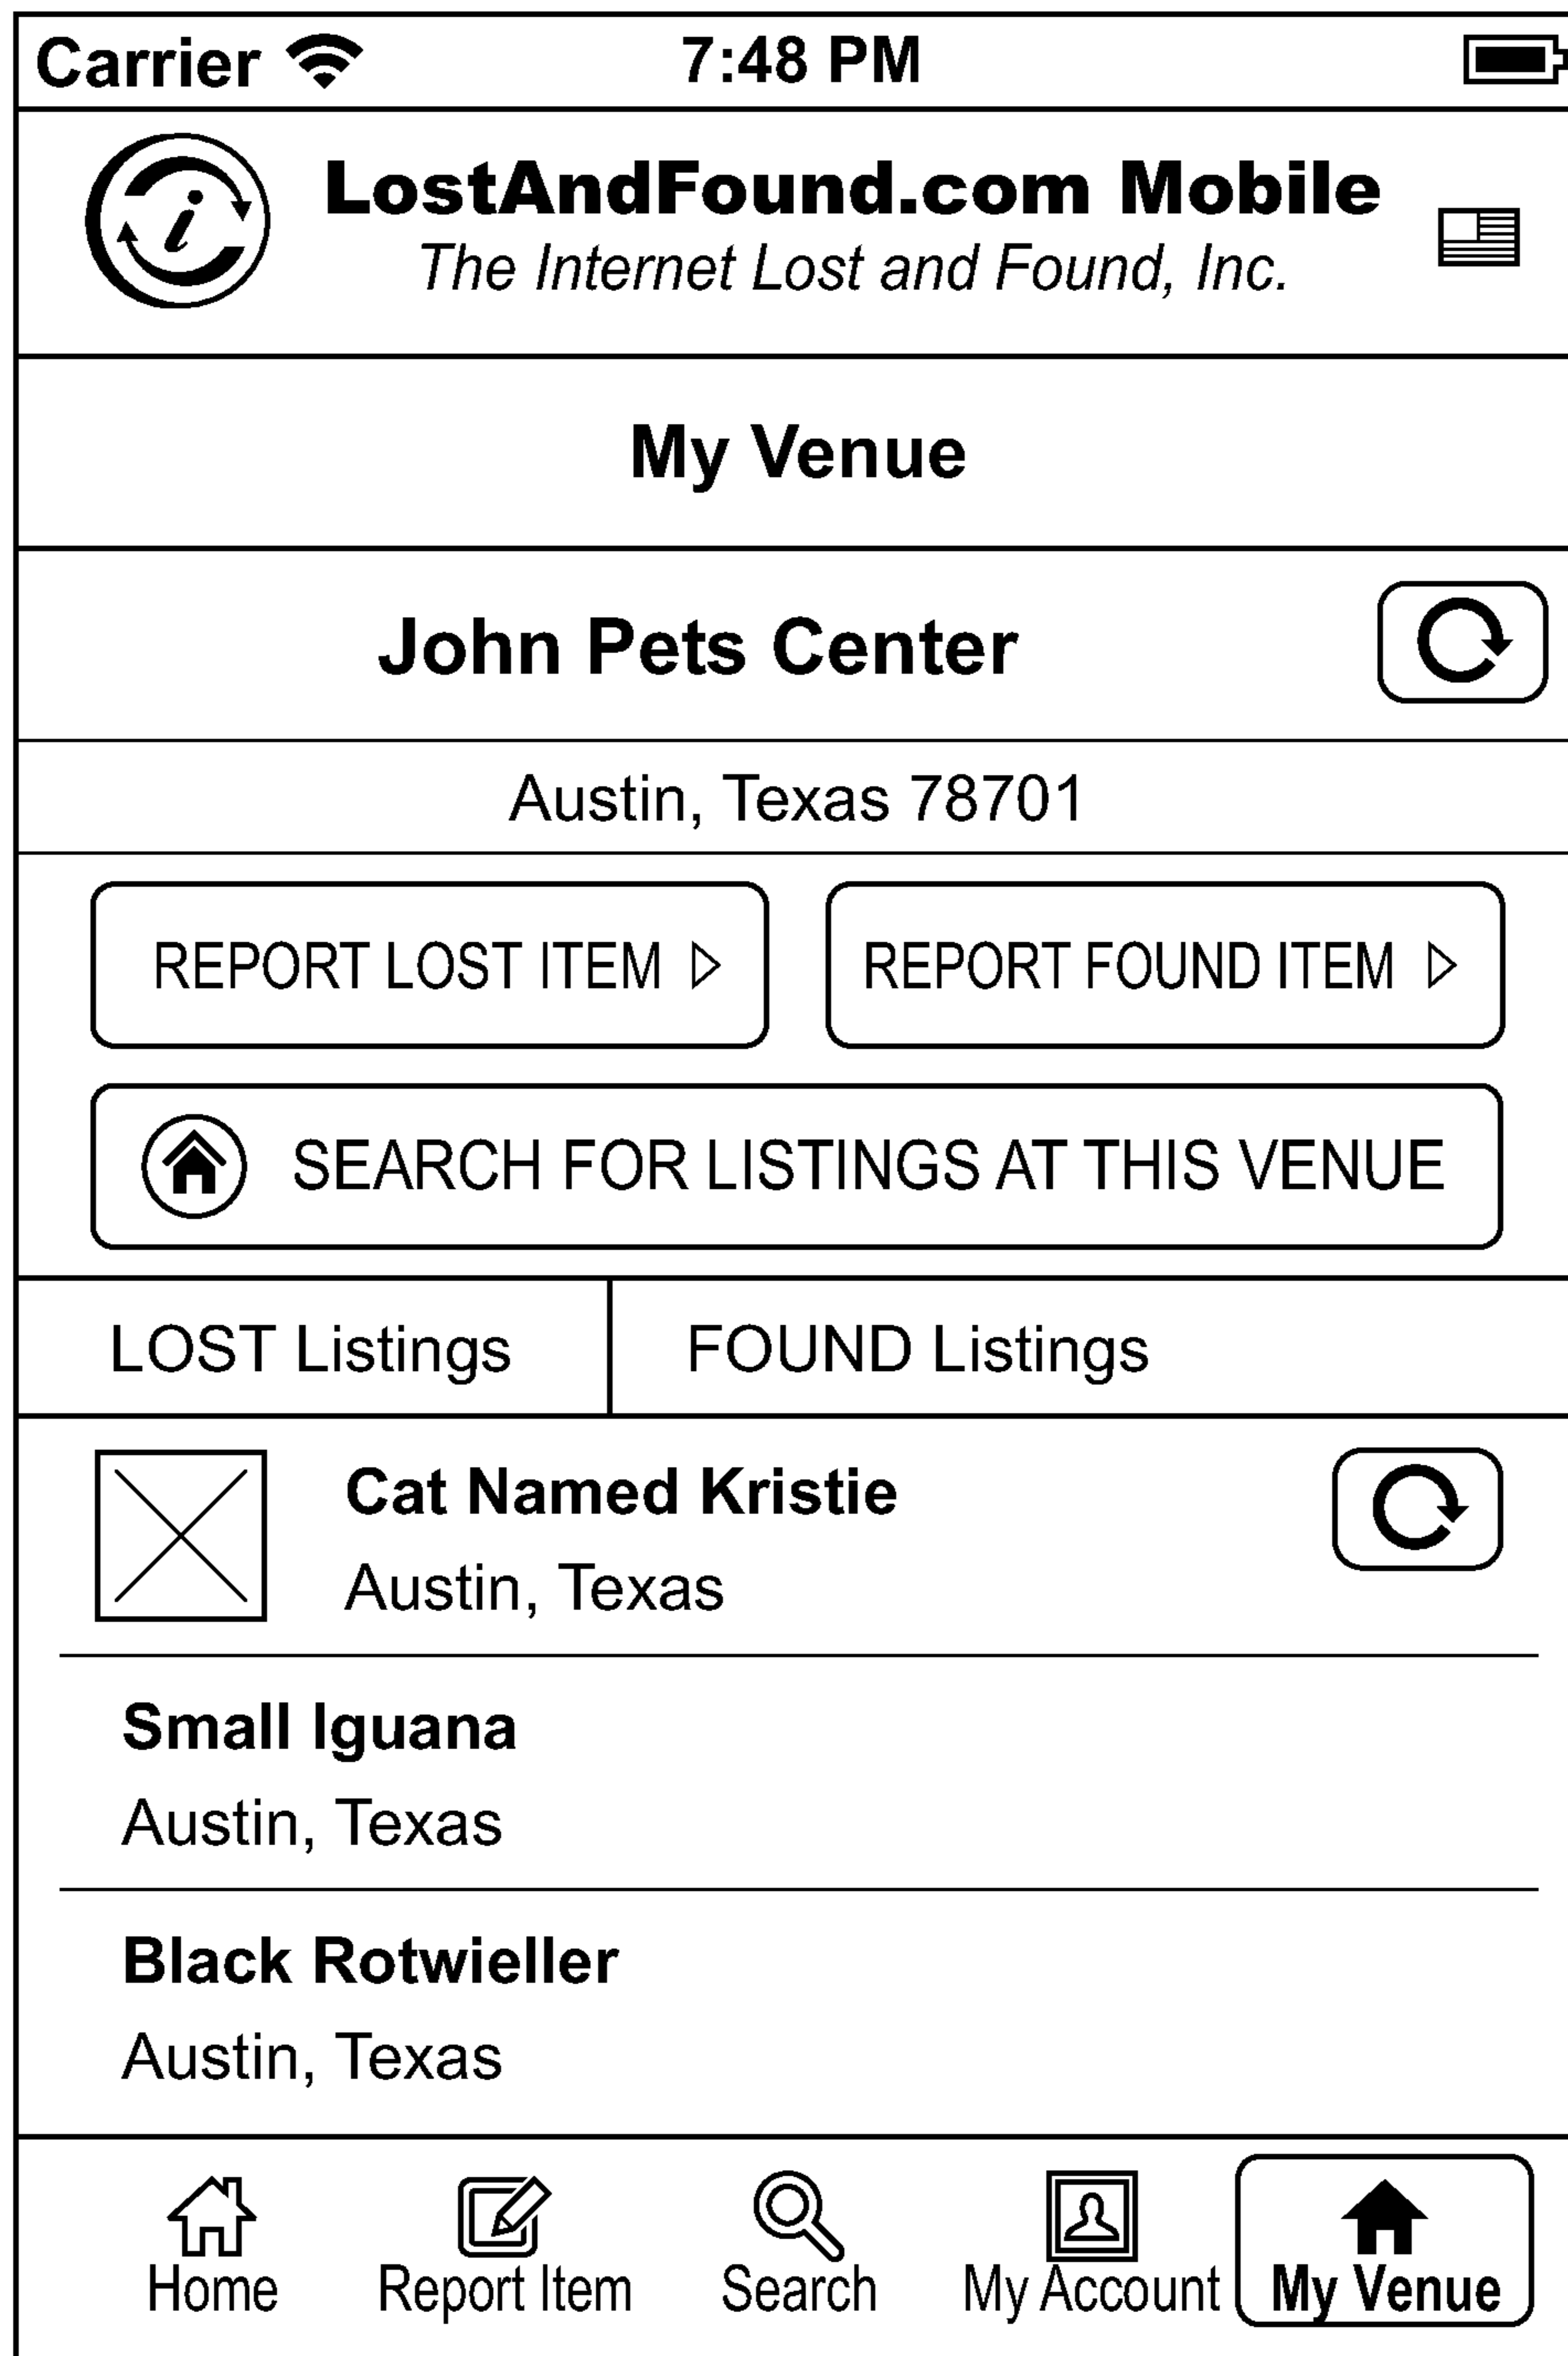 Carrier 7:48 PM
LostAndFound.com Mobile
The Internet Lost and Found, Inc.
My Venue
John Pets Center
Austin, Texas 78701
REPORT LOST ITEM REPORT FOUND ITEM
SEARCH FOR LISTINGS AT THIS VENUE
LOST Listings FOUND Listings
Cat Named Kristie
Austin, Texas
Small Iguana
Austin, Texas
Black Rotwieller
Austin, Texas
Home Report Item Search My Account My Venue